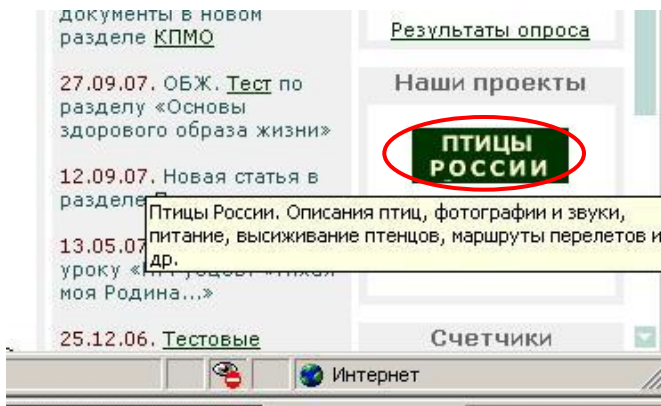 документы в новом
разделе КПМО
27.09.07. ОБЖ. Тест по
разделу «Основы
здорового образа жизни»
12.09.07. Новая статья в
разделе
13.05.07
уроку
моя Родина...»
25.12.06. Тестовые
Результаты опроса
Наши проекты
ПТИЦЫ
РОССИИ
Птицы России. Описания птиц, фотографии и звуки,
питание, высиживание птенцов, маршруты перелетов и
др.
Счетчики
Интернет